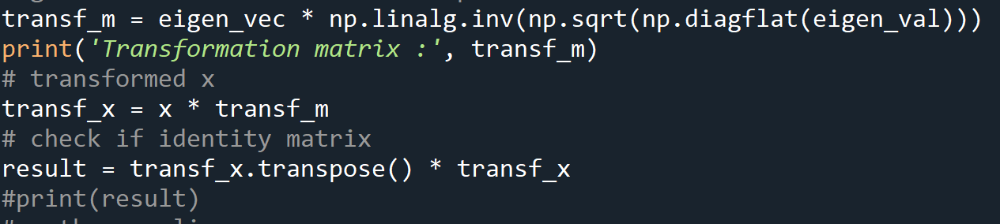 transf_m = eigen_vec * np.linalg.inv(np.sqrt(np.diagflat(eigen_val)))
print('Transformation matrix :', transf_m)
# transformed x
transf_x = x * transf_m
# check if identity matrix
result = transf_x.transpose() * transf_x
#print(result)